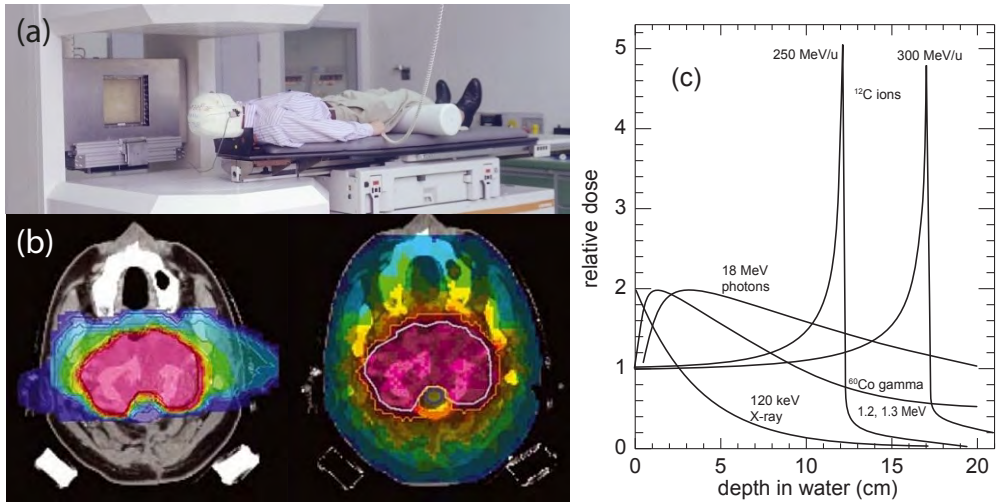 (a)
(b)
(c)
relative dose
5
4
3
2
1
0
250 MeV/u
300 MeV/u
¹²C ions
18 MeV
photons
⁶⁰Co gamma
1.2, 1.3 MeV
120 keV
X-ray
0
5
10
15
20
depth in water (cm)